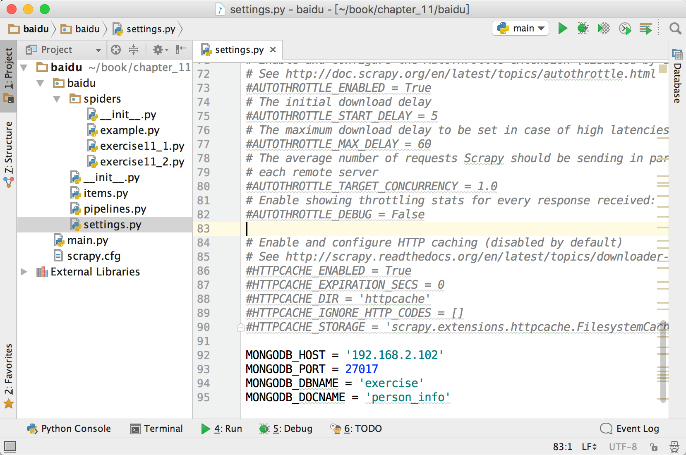 settings.py - baidu - [~/book/chapter_11/baidu]
baidu baidu settings.py main
Project settings.py
1: Project
Z: Structure
2: Favorites
Database
baidu ~/book/chapter_11
baidu
spiders
__init__.py
example.py
exercise11_1.py
exercise11_2.py
__init__.py
items.py
pipelines.py
settings.py
main.py
scrapy.cfg
External Libraries
72 # See http://doc.scrapy.org/en/latest/topics/autothrottle.html
73 #AUTOTHROTTLE_ENABLED = True
74 # The initial download delay
75 #AUTOTHROTTLE_START_DELAY = 5
76 # The maximum download delay to be set in case of high latencies
77 #AUTOTHROTTLE_MAX_DELAY = 60
78 # The average number of requests Scrapy should be sending in par
79 # each remote server
80 #AUTOTHROTTLE_TARGET_CONCURRENCY = 1.0
81 # Enable showing throttling stats for every response received:
82 #AUTOTHROTTLE_DEBUG = False
83
84 # Enable and configure HTTP caching (disabled by default)
85 # See http://scrapy.readthedocs.org/en/latest/topics/downloader-
86 #HTTPCACHE_ENABLED = True
87 #HTTPCACHE_EXPIRATION_SECS = 0
88 #HTTPCACHE_DIR = 'httpcache'
89 #HTTPCACHE_IGNORE_HTTP_CODES = []
90 #HTTPCACHE_STORAGE = 'scrapy.extensions.httpcache.FilesystemCac
91
92 MONGODB_HOST = '192.168.2.102'
93 MONGODB_PORT = 27017
94 MONGODB_DBNAME = 'exercise'
95 MONGODB_DOCNAME = 'person_info'
Python Console Terminal 4: Run 5: Debug 6: TODO Event Log
83:1 LF UTF-8